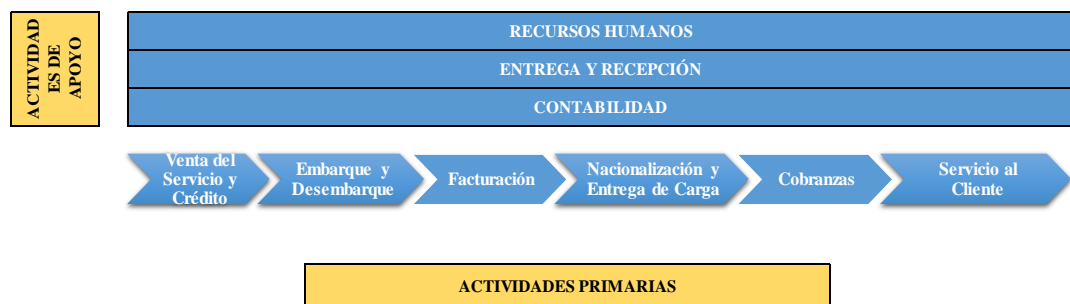 ACTIVIDAD
ES DE
APOYO
RECURSOS HUMANOS
ENTREGA Y RECEPCIÓN
CONTABILIDAD
Venta del
Servicio y
Crédito
Embarque y
Desembarque
Facturación
Nacionalización y
Entrega de Carga
Cobranzas
Servicio al
Cliente
ACTIVIDADES PRIMARIAS